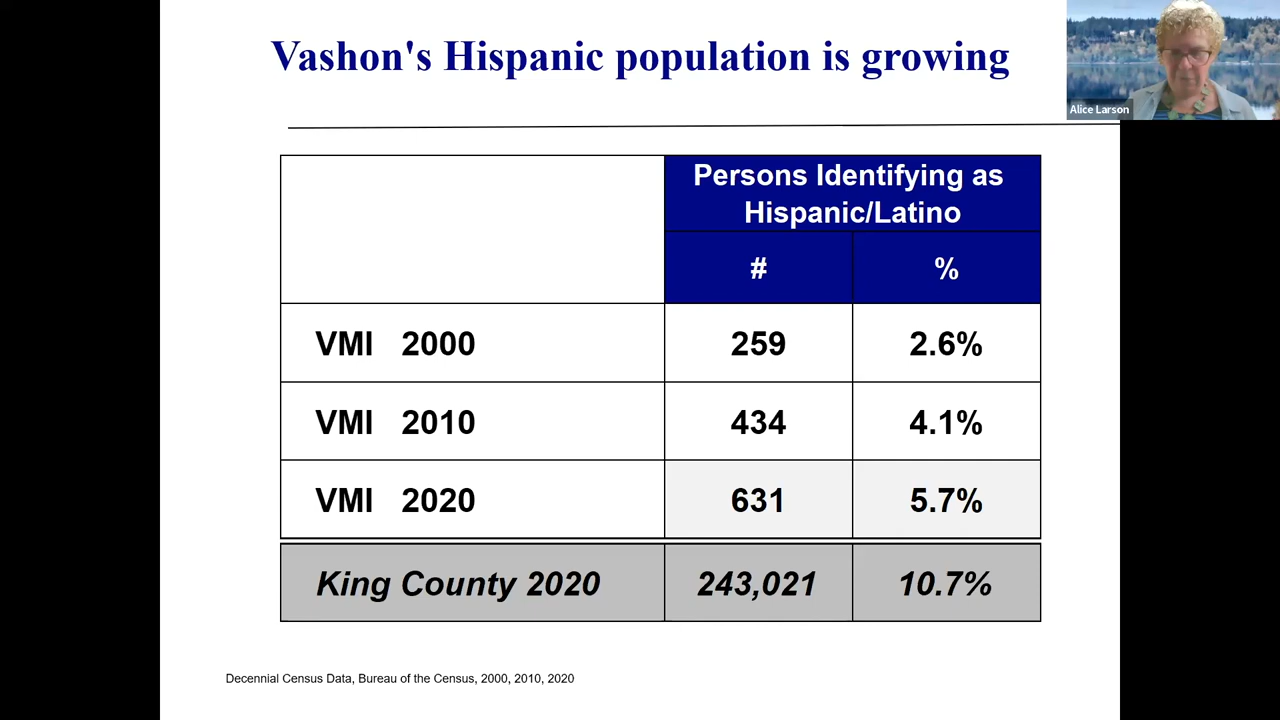 Vashon's Hispanic population is growing
Alice Larson
Persons Identifying as
Hispanic/Latino
# %
VMI 2000 259 2.6%
VMI 2010 434 4.1%
VMI 2020 631 5.7%
King County 2020 243,021 10.7%
Decennial Census Data, Bureau of the Census, 2000, 2010, 2020